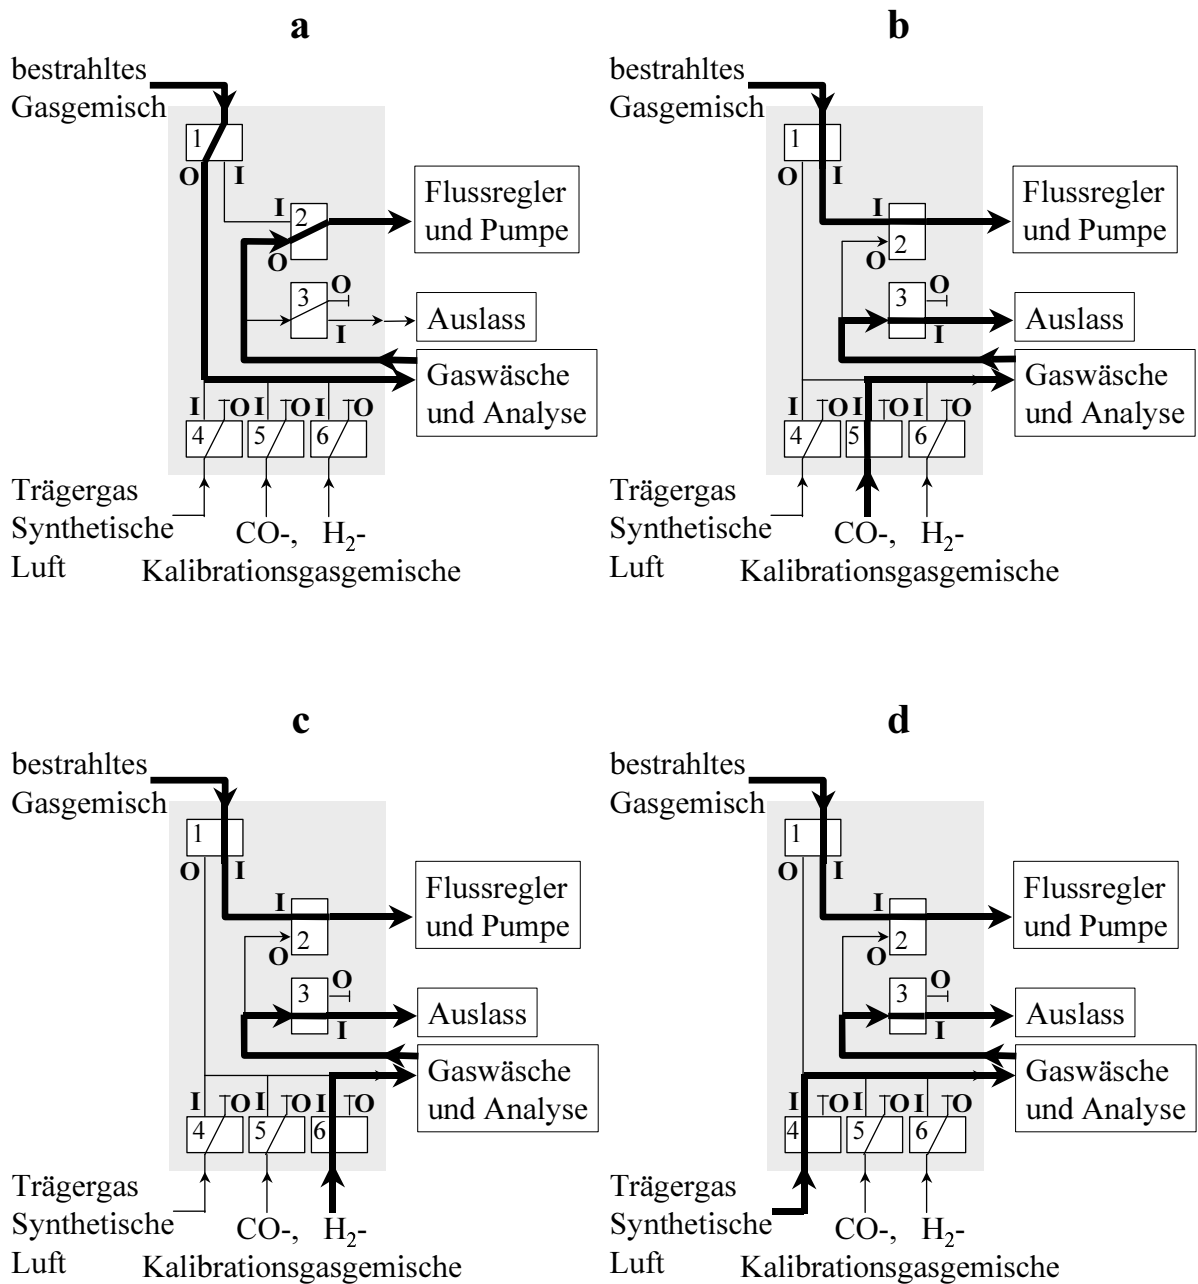 a
bestrahltes
Gasgemisch
1
O
I
I
2
O
Flussregler
und Pumpe
3
O
I
Auslass
Gaswäsche
und Analyse
I O I O I O
4 5 6
Trägergas
Synthetische
Luft
CO-, H₂-
Kalibrationsgasgemische
b
bestrahltes
Gasgemisch
1
O
I
I
2
O
Flussregler
und Pumpe
3
O
I
Auslass
Gaswäsche
und Analyse
I O I O I O
4 5 6
Trägergas
Synthetische
Luft
CO-, H₂-
Kalibrationsgasgemische
c
bestrahltes
Gasgemisch
1
O
I
I
2
O
Flussregler
und Pumpe
3
O
I
Auslass
Gaswäsche
und Analyse
I O I O I O
4 5 6
Trägergas
Synthetische
Luft
CO-, H₂-
Kalibrationsgasgemische
d
bestrahltes
Gasgemisch
1
O
I
I
2
O
Flussregler
und Pumpe
3
O
I
Auslass
Gaswäsche
und Analyse
I O I O I O
4 5 6
Trägergas
Synthetische
Luft
CO-, H₂-
Kalibrationsgasgemische